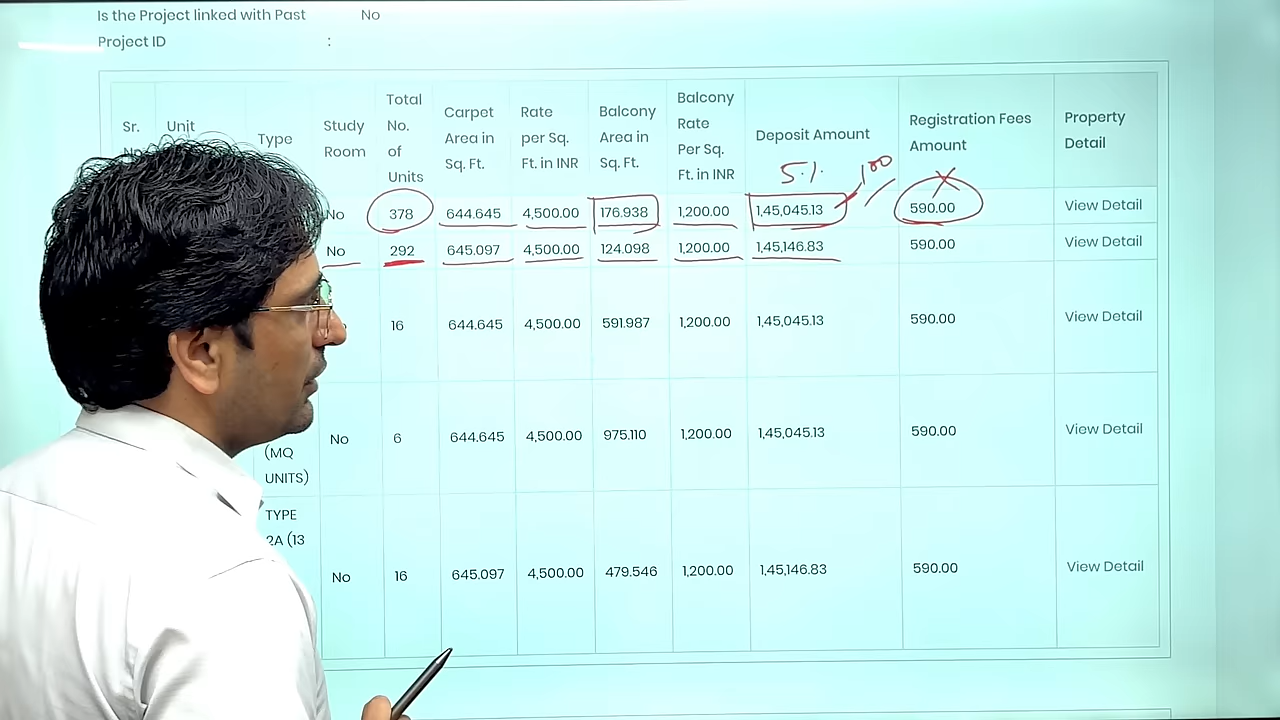 Is the Project linked with Past No
Project ID :
Sr. Unit Type Study Room Total No. of Units Carpet Area in Sq. Ft. Rate per Sq. Ft. in INR Balcony Area in Sq. Ft. Balcony Rate Per Sq. Ft. in INR Deposit Amount Registration Fees Amount Property Detail
5% 100
No 378 644.645 4,500.00 176.938 1,200.00 1,45,045.13 590.00 View Detail
No 292 645.097 4,500.00 124.098 1,200.00 1,45,146.83 590.00 View Detail
16 644.645 4,500.00 591.987 1,200.00 1,45,045.13 590.00 View Detail
(MQ UNITS) No 6 644.645 4,500.00 975.110 1,200.00 1,45,045.13 590.00 View Detail
TYPE 2A (13 No 16 645.097 4,500.00 479.546 1,200.00 1,45,146.83 590.00 View Detail